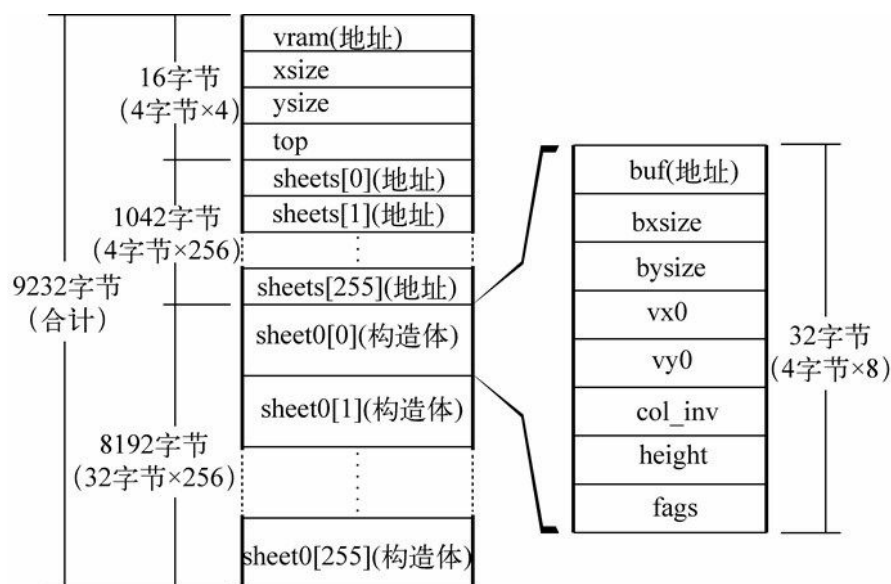 vram(地址)
xsize
ysize
top
sheets[0](地址)
sheets[1](地址)
sheets[255](地址)
sheet0[0](构造体)
sheet0[1](构造体)
sheet0[255](构造体)
16字节
(4字节×4)
1042字节
(4字节×256)
9232字节
(合计)
8192字节
(32字节×256)
buf(地址)
bxsize
bysize
vx0
vy0
col_inv
height
fags
32字节
(4字节×8)